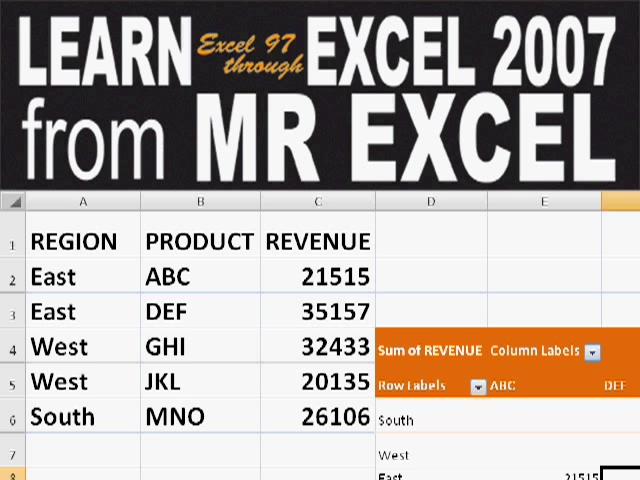 LEARN Excel 97 through EXCEL 2007
from MR EXCEL
A B C D E
1 REGION PRODUCT REVENUE
2 East ABC 21515
3 East DEF 35157
4 West GHI 32433 Sum of REVENUE Column Labels
5 West JKL 20135 Row Labels ABC DEF
6 South MNO 26106 South
7 West
8 East 21515